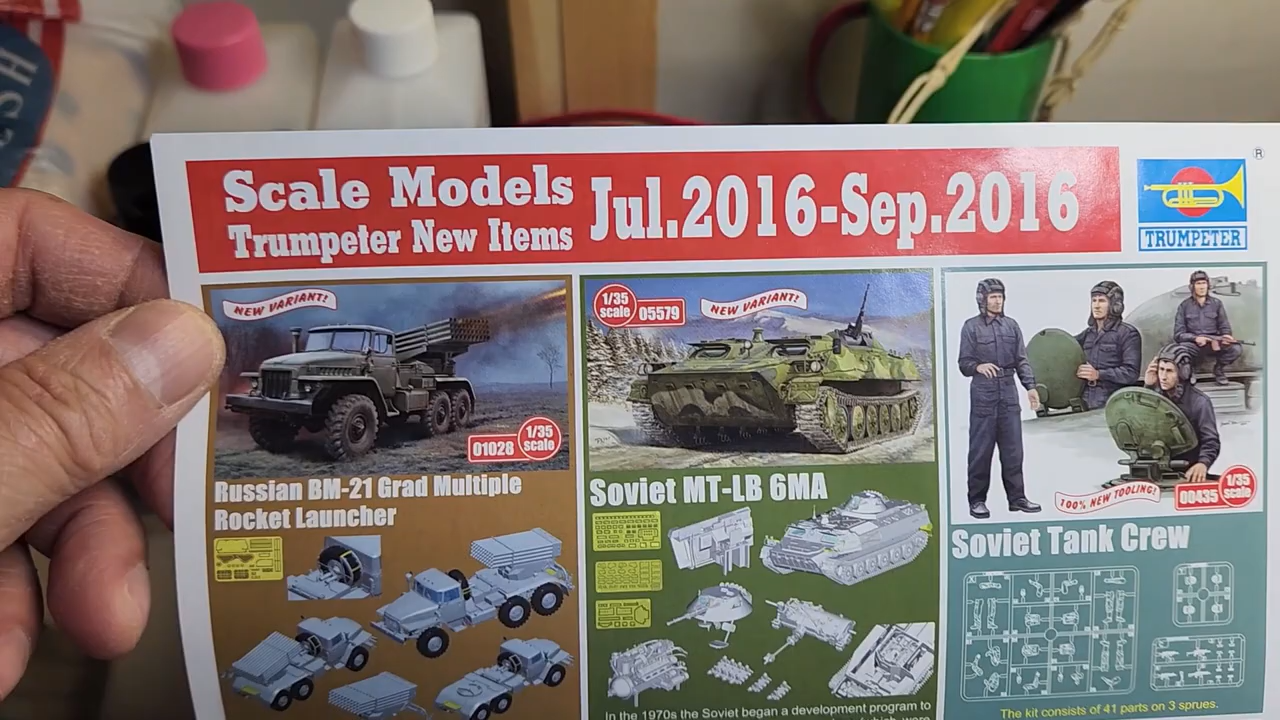 SH
Scale Models
Trumpeter New Items
Jul.2016-Sep.2016
®
TRUMPETER
NEW VARIANT!
01028
1/35
scale
Russian BM-21 Grad Multiple
Rocket Launcher
1/35
scale
05579
NEW VARIANT!
Soviet MT-LB 6MA
In the 1970s the Soviet began a development program to
100% NEW TOOLING!
00435
1/35
scale
Soviet Tank Crew
The kit consists of 41 parts on 3 sprues.